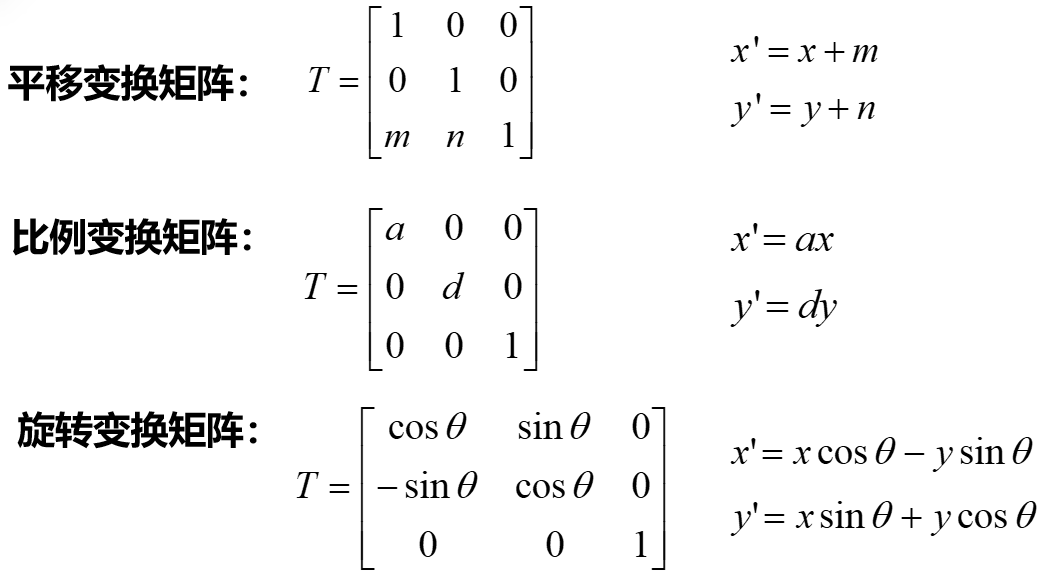 平移变换矩阵： T = [1 0 0; 0 1 0; m n 1] x' = x + m
y' = y + n
比例变换矩阵： T = [a 0 0; 0 d 0; 0 0 1] x' = ax
y' = dy
旋转变换矩阵： T = [cos θ sin θ 0; − sin θ cos θ 0; 0 0 1] x' = x cos θ − y sin θ
y' = x sin θ + y cos θ